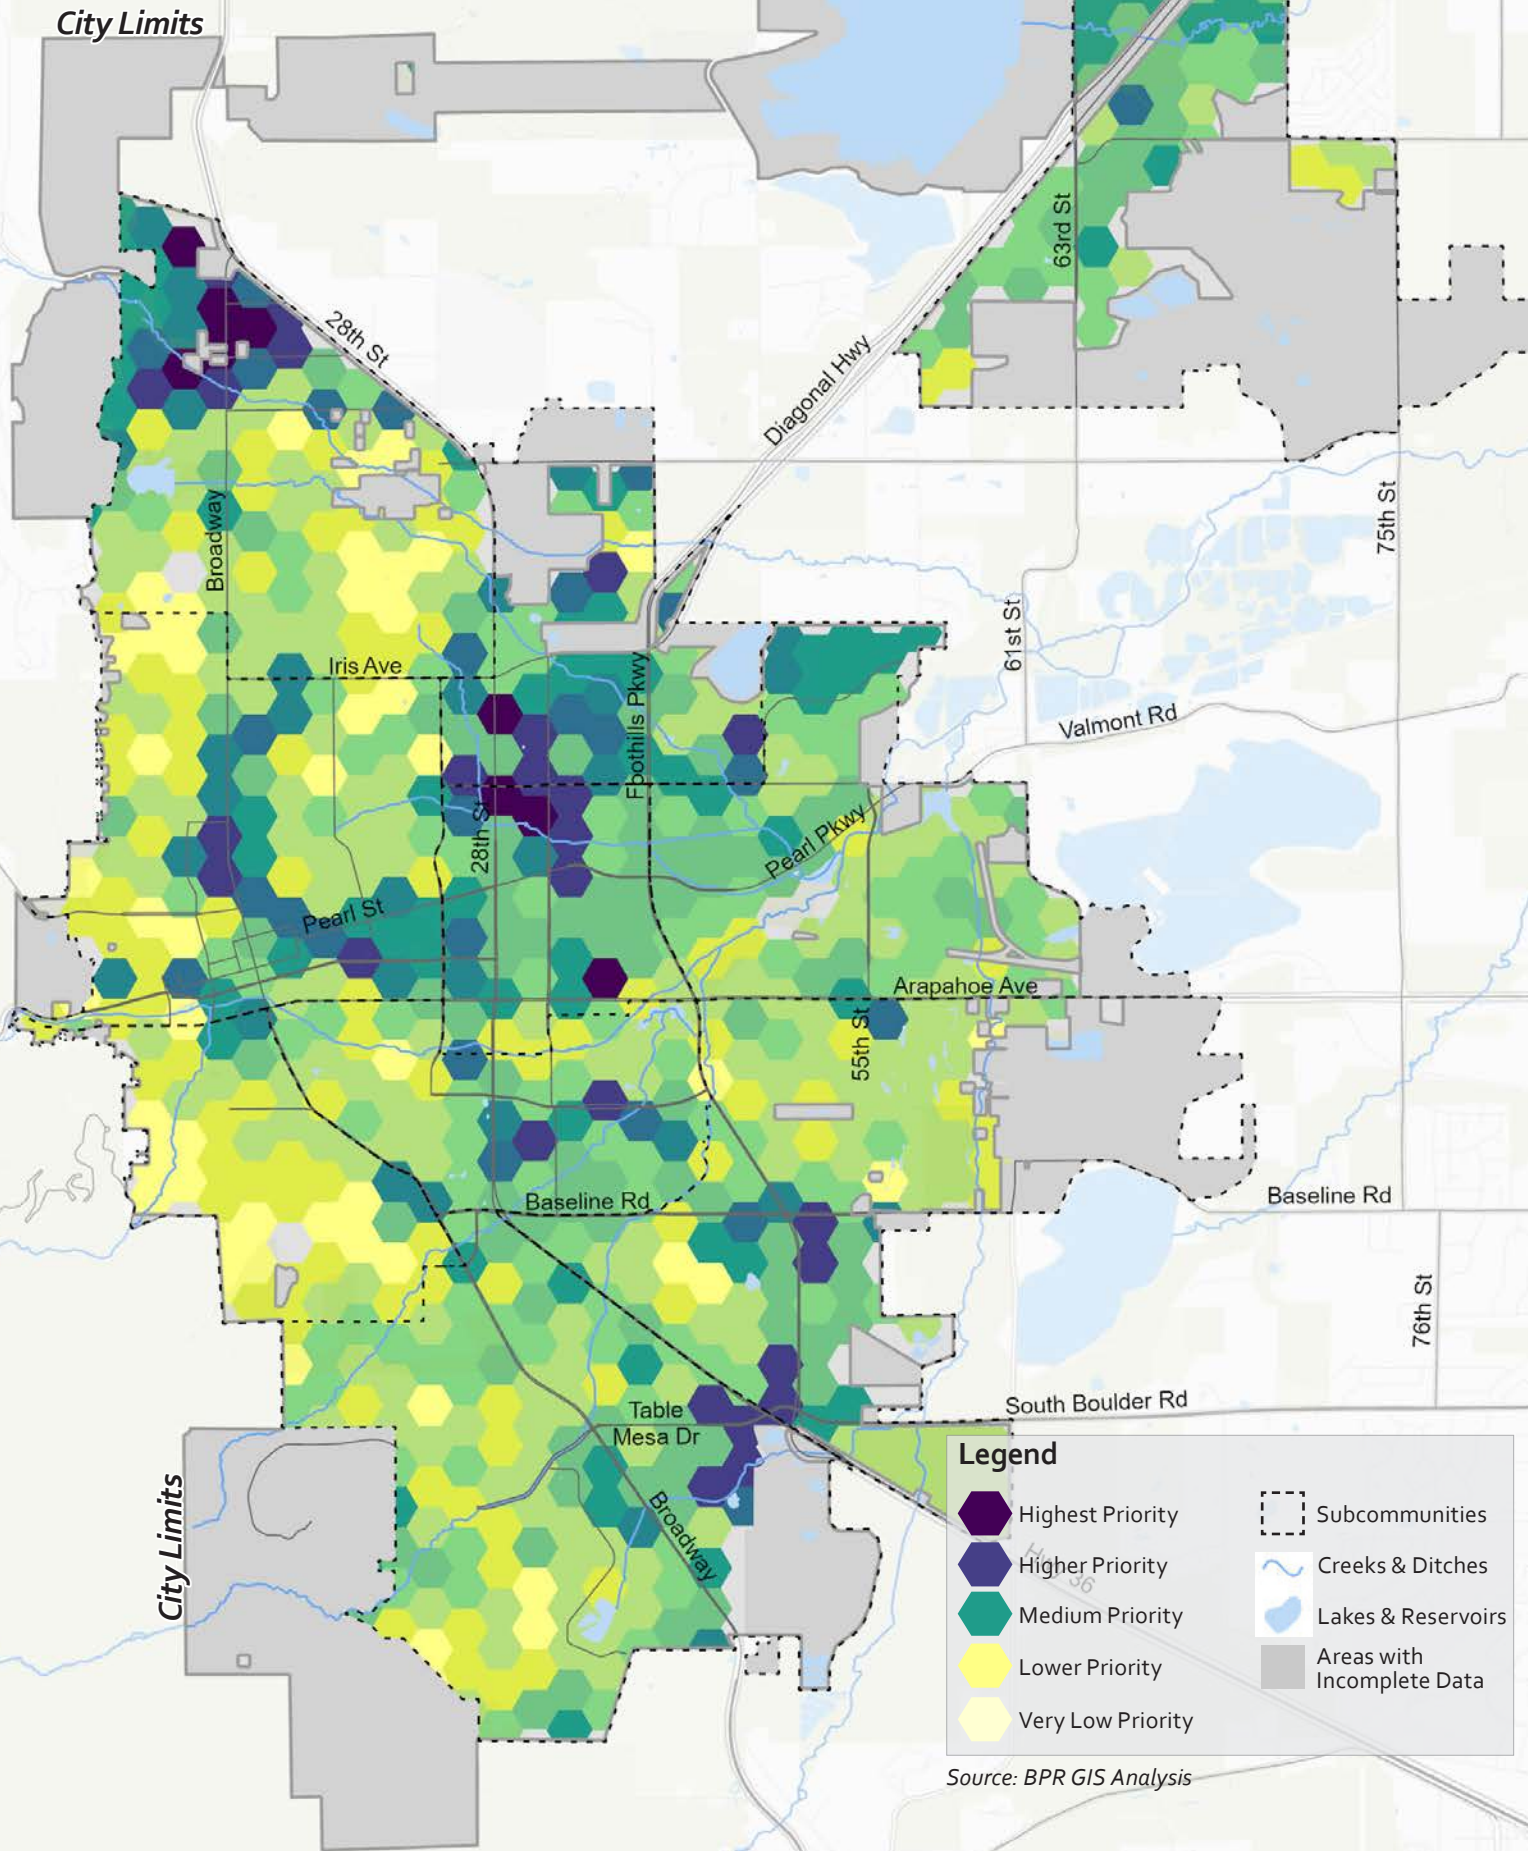 City Limits
28th St
63rd St
Diagonal Hwy
Broadway
75th St
61st St
Iris Ave
Foothills Pkwy
Valmont Rd
28th St
Pearl Pkwy
Pearl St
Arapahoe Ave
55th St
Baseline Rd
Baseline Rd
76th St
South Boulder Rd
Table
Mesa Dr
Broadway
City Limits
Hwy 36
Legend
Highest Priority
Higher Priority
Medium Priority
Lower Priority
Very Low Priority
Subcommunities
Creeks & Ditches
Lakes & Reservoirs
Areas with
Incomplete Data
Source: BPR GIS Analysis